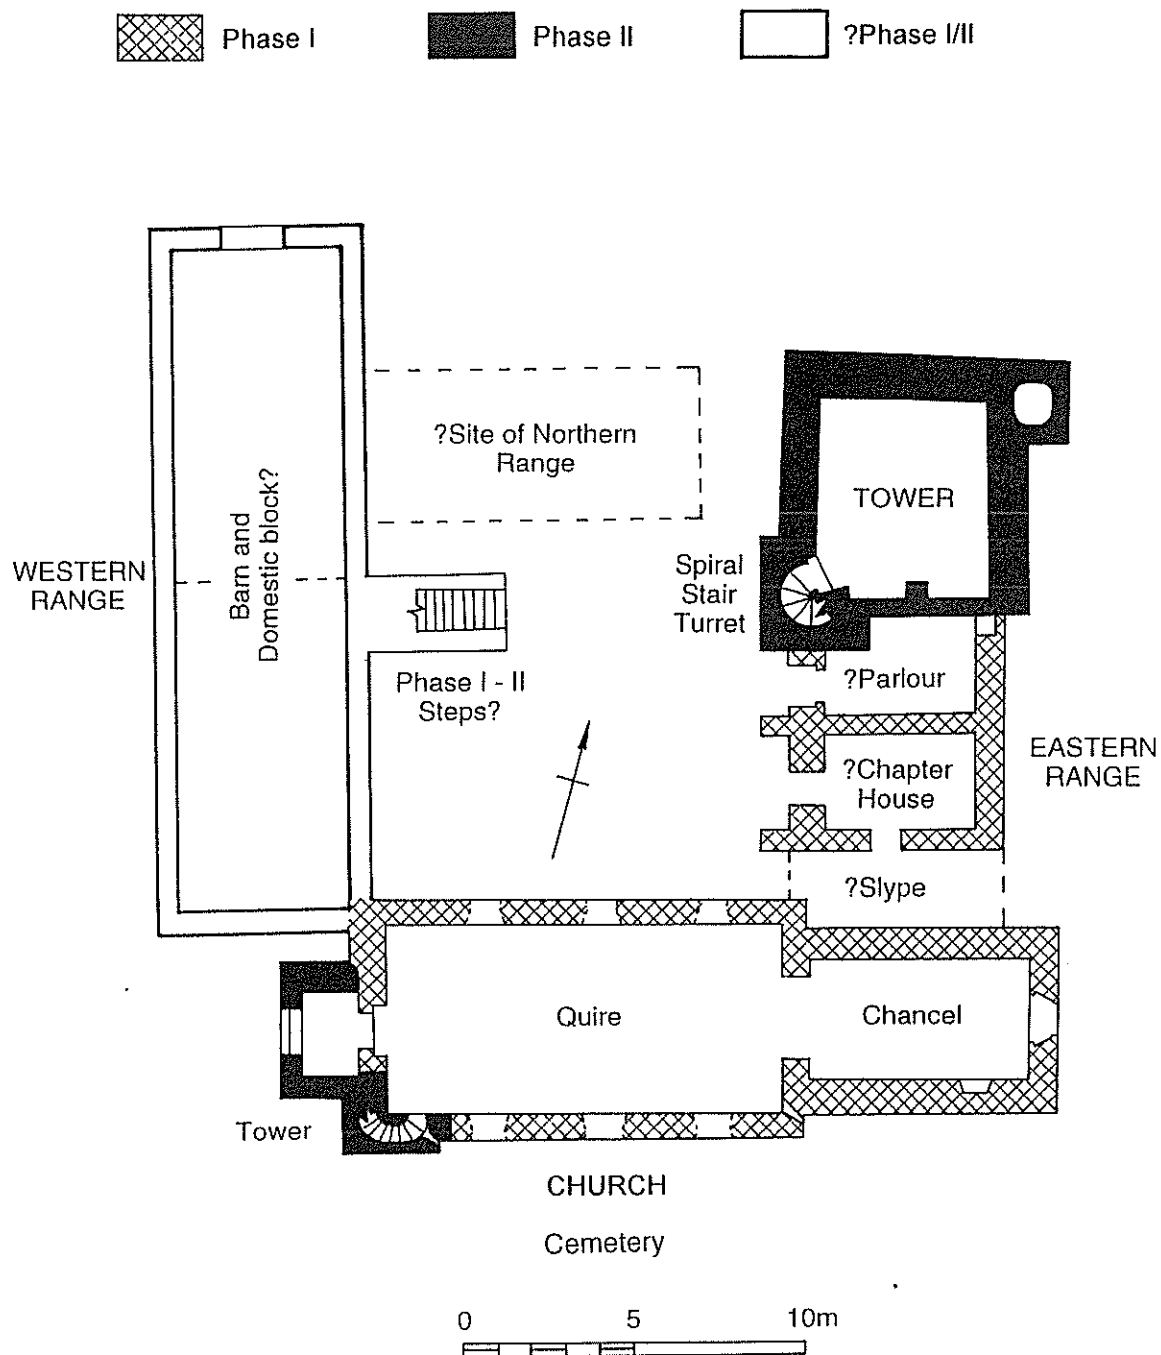 Phase I
Phase II
?Phase I/II
?Site of Northern
Range
TOWER
Barn and
Domestic block?
WESTERN
RANGE
Spiral
Stair
Turret
?Parlour
Phase I - II
Steps?
?Chapter
House
EASTERN
RANGE
?Slype
Quire
Chancel
Tower
CHURCH
Cemetery
0 5 10m